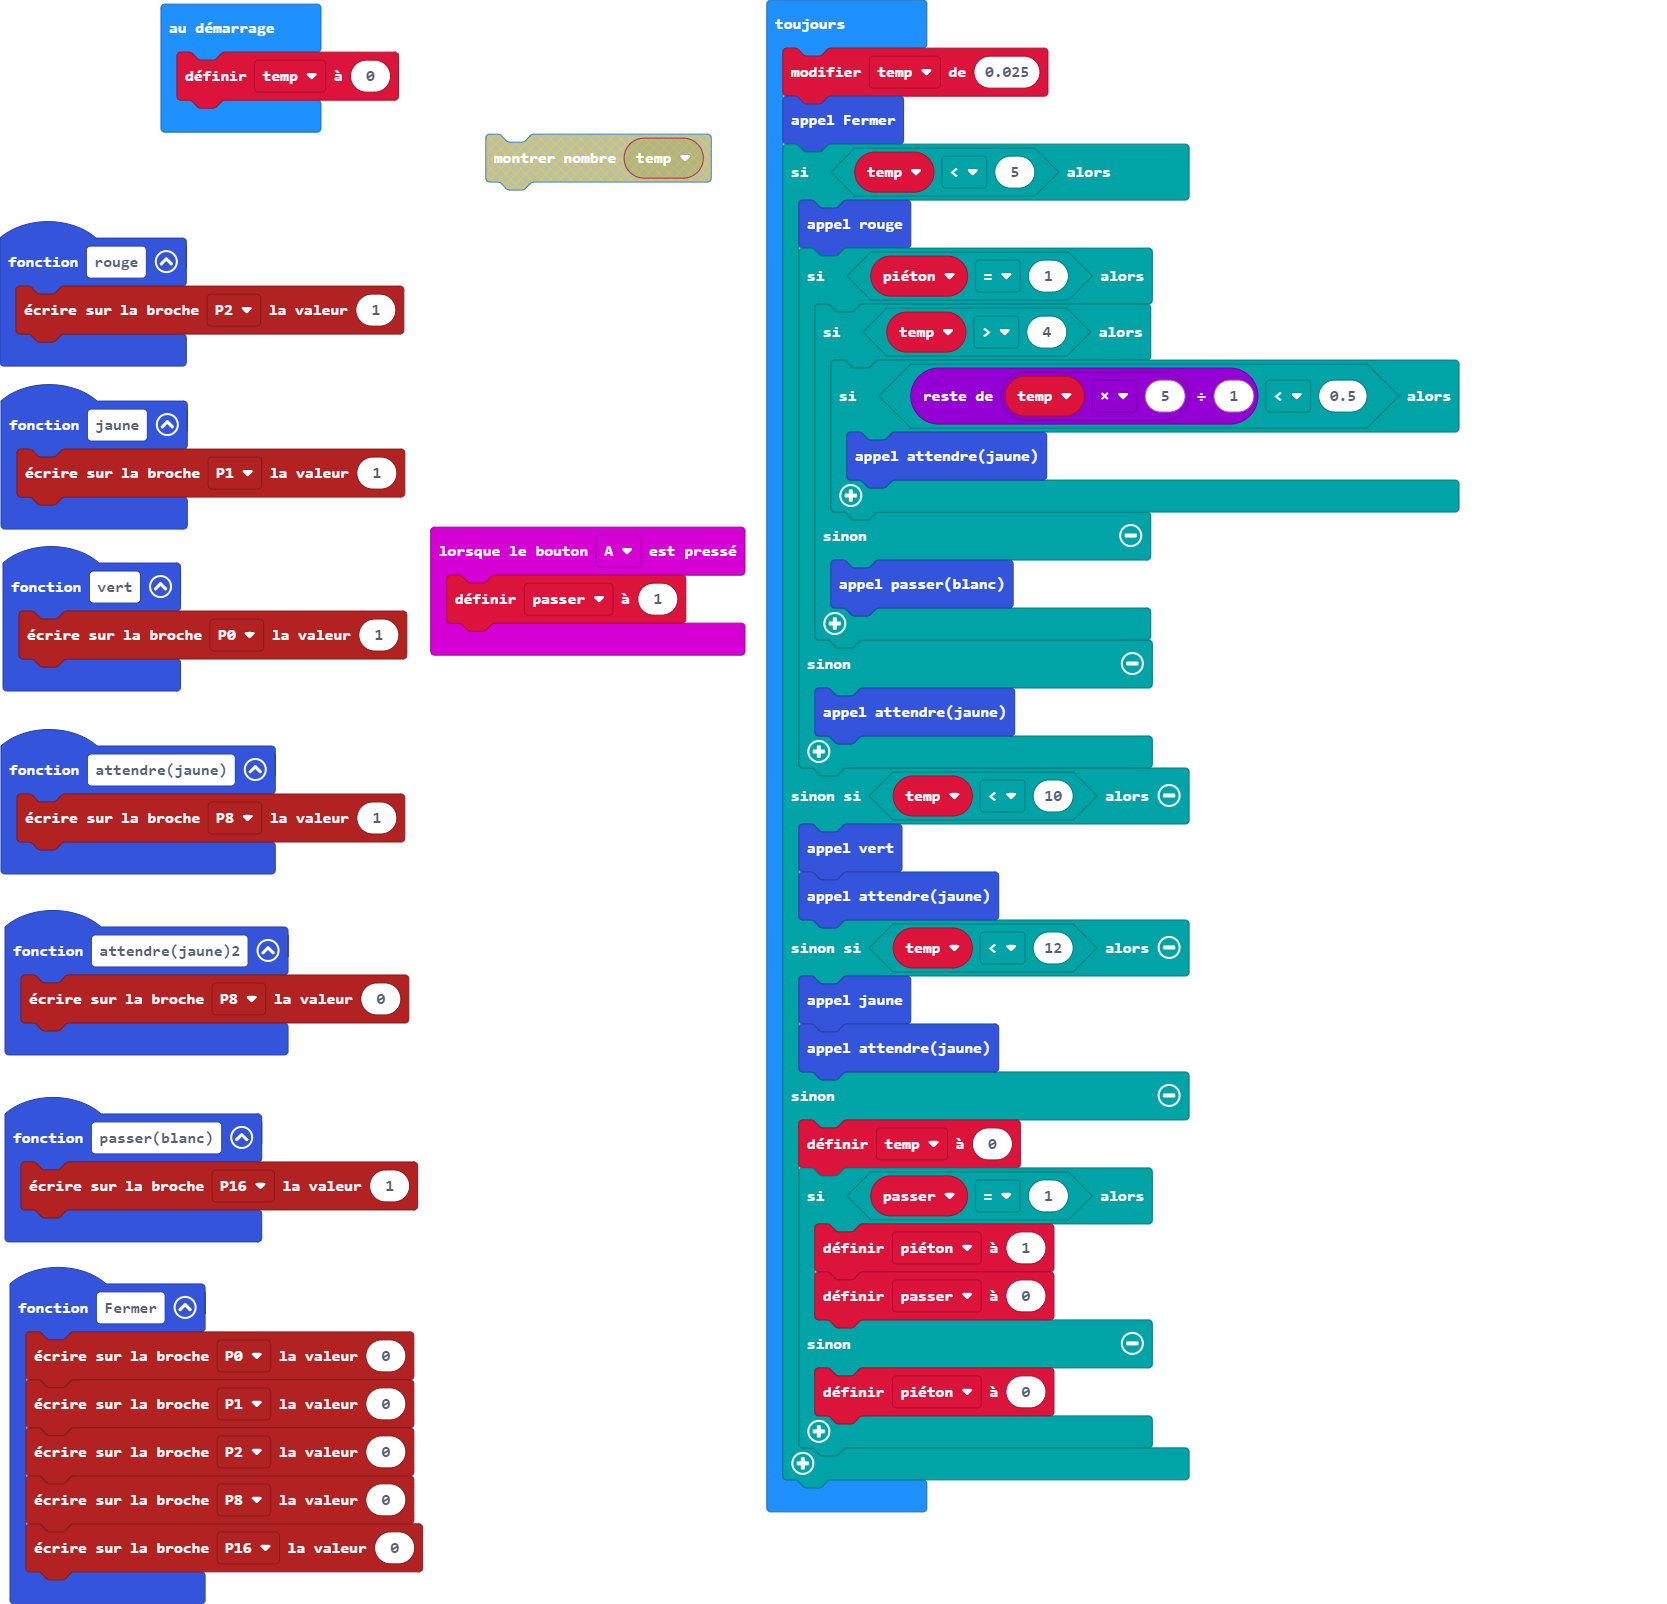 au démarrage
définir temp à 0
montrer nombre temp
fonction rouge
écrire sur la broche P2 la valeur 1
fonction jaune
écrire sur la broche P1 la valeur 1
fonction vert
écrire sur la broche P0 la valeur 1
lorsque le bouton A est pressé
définir passer à 1
fonction attendre(jaune)
écrire sur la broche P8 la valeur 1
fonction attendre(jaune)2
écrire sur la broche P8 la valeur 0
fonction passer(blanc)
écrire sur la broche P16 la valeur 1
fonction Fermer
écrire sur la broche P0 la valeur 0
écrire sur la broche P1 la valeur 0
écrire sur la broche P2 la valeur 0
écrire sur la broche P8 la valeur 0
écrire sur la broche P16 la valeur 0
toujours
modifier temp de 0.025
appel Fermer
si temp < 5 alors
appel rouge
si piéton = 1 alors
si temp > 4 alors
si reste de temp × 5 ÷ 1 < 0.5 alors
appel attendre(jaune)
sinon
appel passer(blanc)
sinon
appel attendre(jaune)
sinon si temp < 10 alors
appel vert
appel attendre(jaune)
sinon si temp < 12 alors
appel jaune
appel attendre(jaune)
sinon
définir temp à 0
si passer = 1 alors
définir piéton à 1
définir passer à 0
sinon
définir piéton à 0